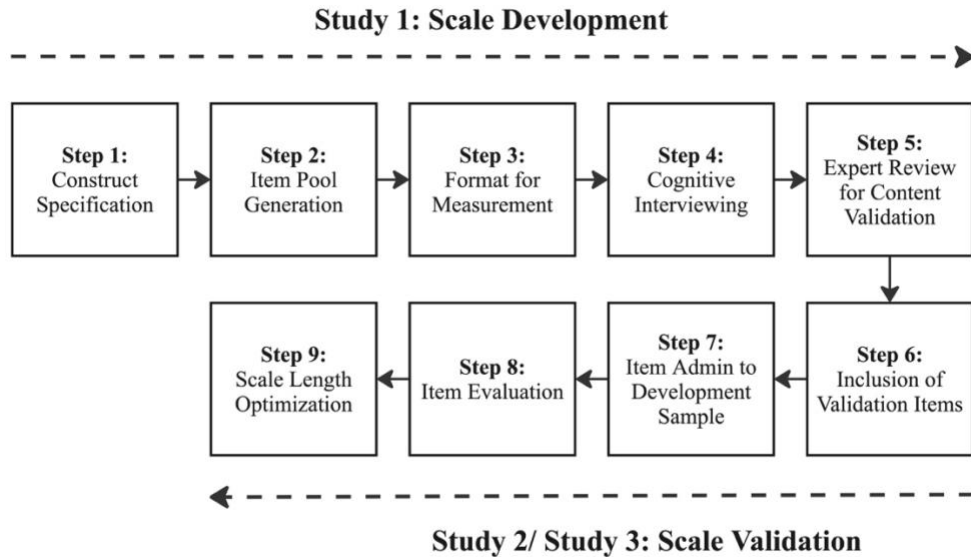 Study 1: Scale Development
Step 1:
Construct
Specification
Step 2:
Item Pool
Generation
Step 3:
Format for
Measurement
Step 4:
Cognitive
Interviewing
Step 5:
Expert Review
for Content
Validation
Step 6:
Inclusion of
Validation Items
Step 7:
Item Admin to
Development
Sample
Step 8:
Item Evaluation
Step 9:
Scale Length
Optimization
Study 2/ Study 3: Scale Validation